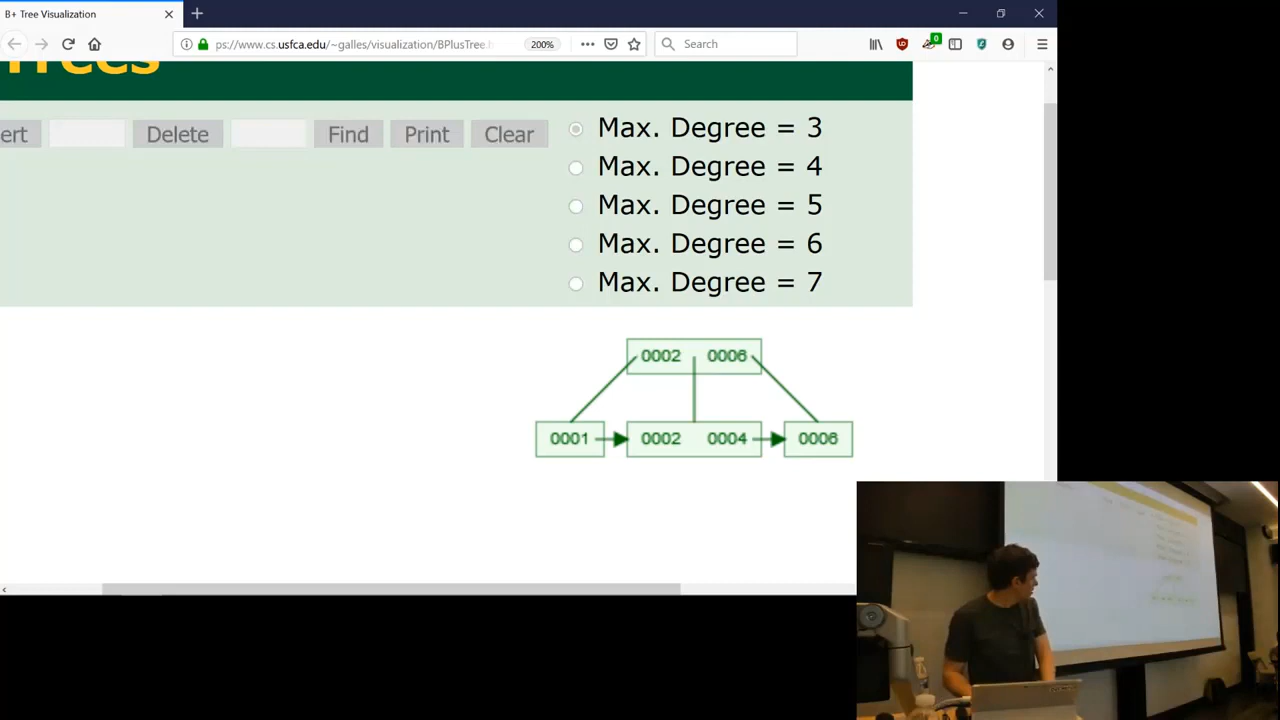 B+ Tree Visualization
ps://www.cs.usfca.edu/~galles/visualization/BPlusTree.
200%
Search
0
Trees
ert
Delete
Find
Print
Clear
Max. Degree = 3
Max. Degree = 4
Max. Degree = 5
Max. Degree = 6
Max. Degree = 7
0002 0006
0001 0002 0004 0006